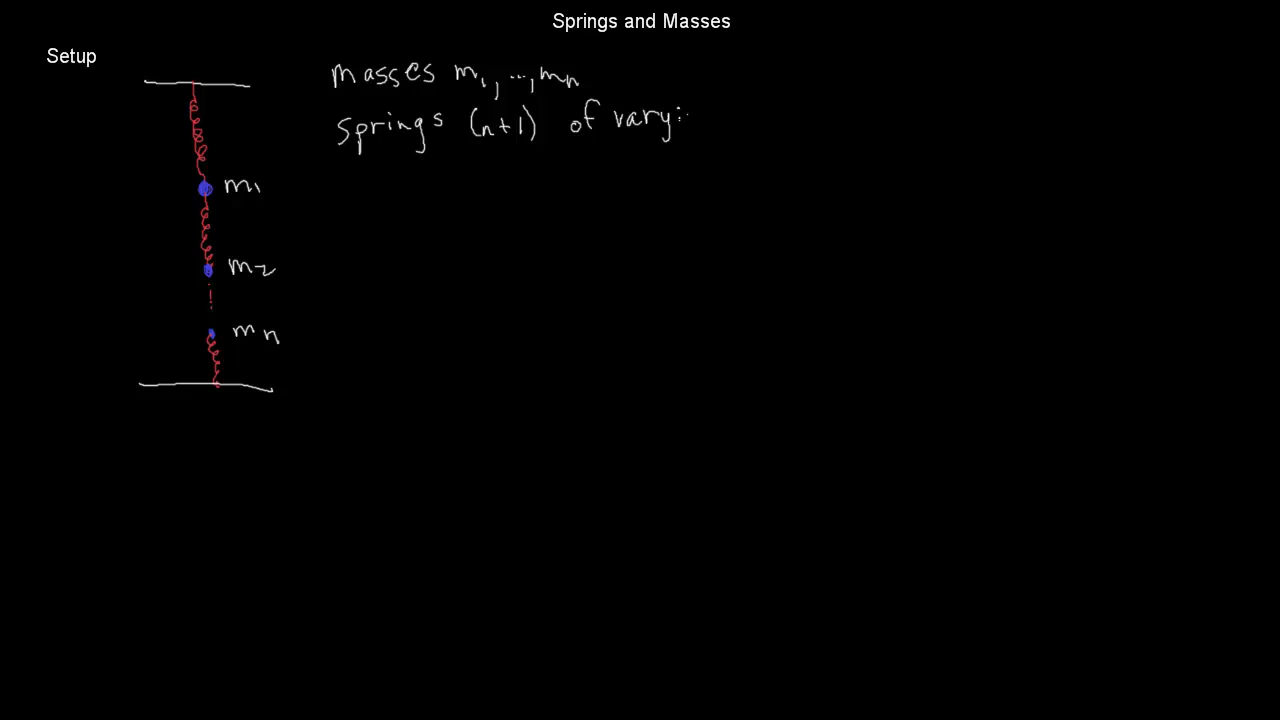 Springs and Masses
Setup
masses m₁, ..., mₙ
springs (n+1) of vary
m₁
m₂
mₙ